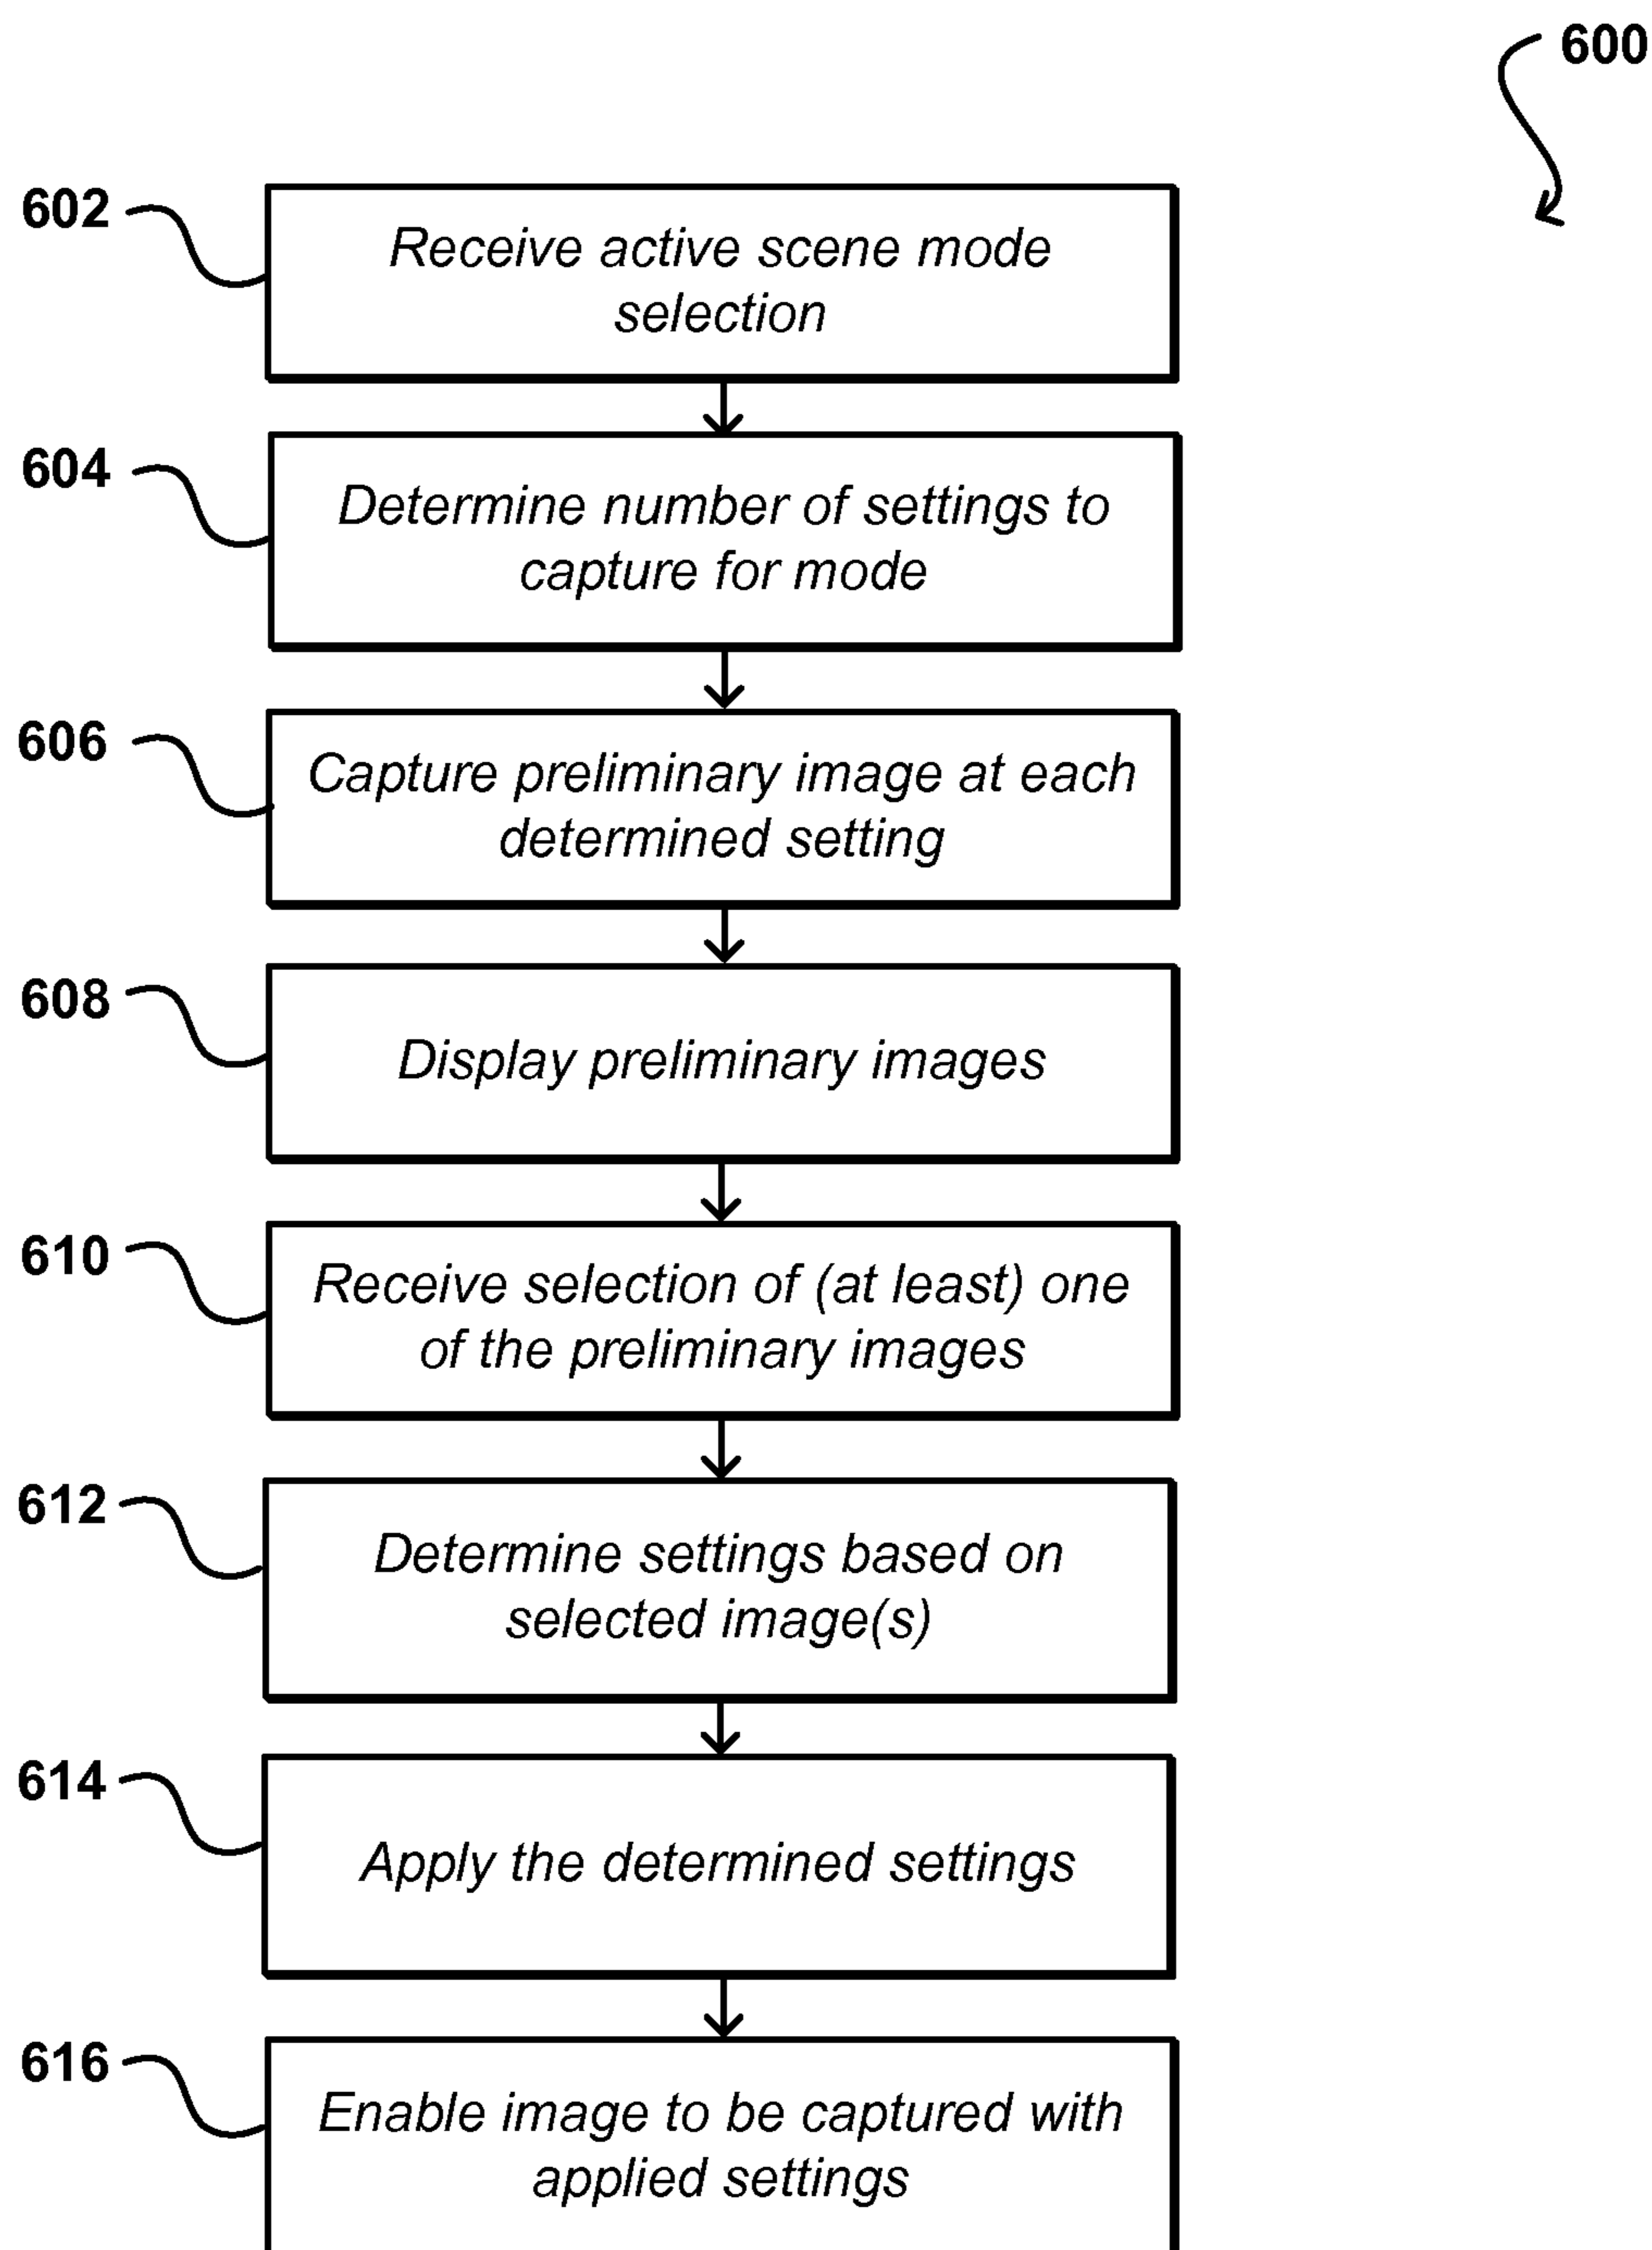 600
602
Receive active scene mode
selection
604
Determine number of settings to
capture for mode
606
Capture preliminary image at each
determined setting
608
Display preliminary images
610
Receive selection of (at least) one
of the preliminary images
612
Determine settings based on
selected image(s)
614
Apply the determined settings
616
Enable image to be captured with
applied settings